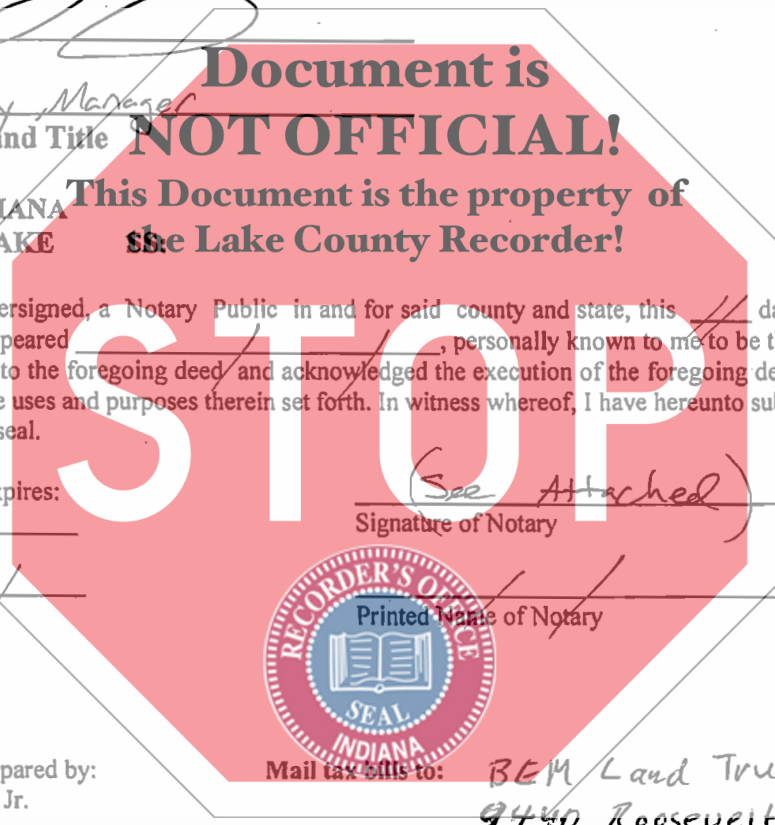 Document is
Manager
nd Title NOT OFFICIAL!
IANA This Document is the property of
AKE SS: the Lake County Recorder!
ersigned, a Notary Public in and for said county and state, this da
peared , personally known to me to be t
to the foregoing deed and acknowledged the execution of the foregoing de
e uses and purposes therein set forth. In witness whereof, I have hereunto su
seal.
STOP
pires: (See Attached)
Signature of Notary
Printed Name of Notary
RECORDER'S OFFICE
SEAL
INDIANA
pared by: Mail tax bills to: BEM Land Tru
Jr. 9440 Roosevelt